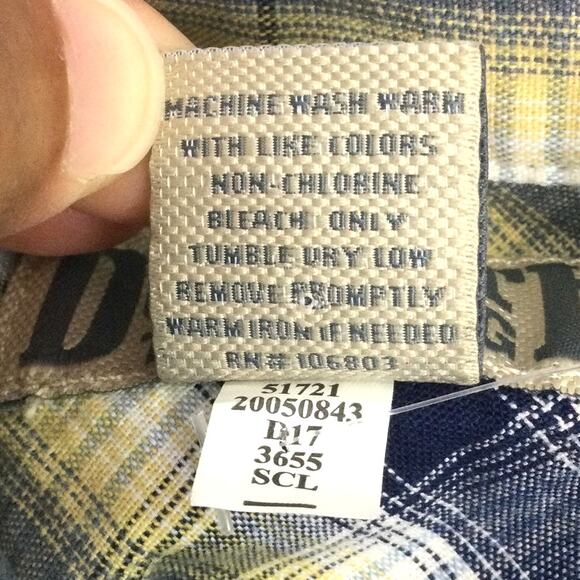 MACHINE WASH WARM
WITH LIKE COLORS
NON-CHLORINE
BLEACH ONLY
TUMBLE DRY LOW
REMOVE PROMPTLY
WARM IRON IF NEEDED
RN# 106803
51721
20050843
D17
3655
SCL